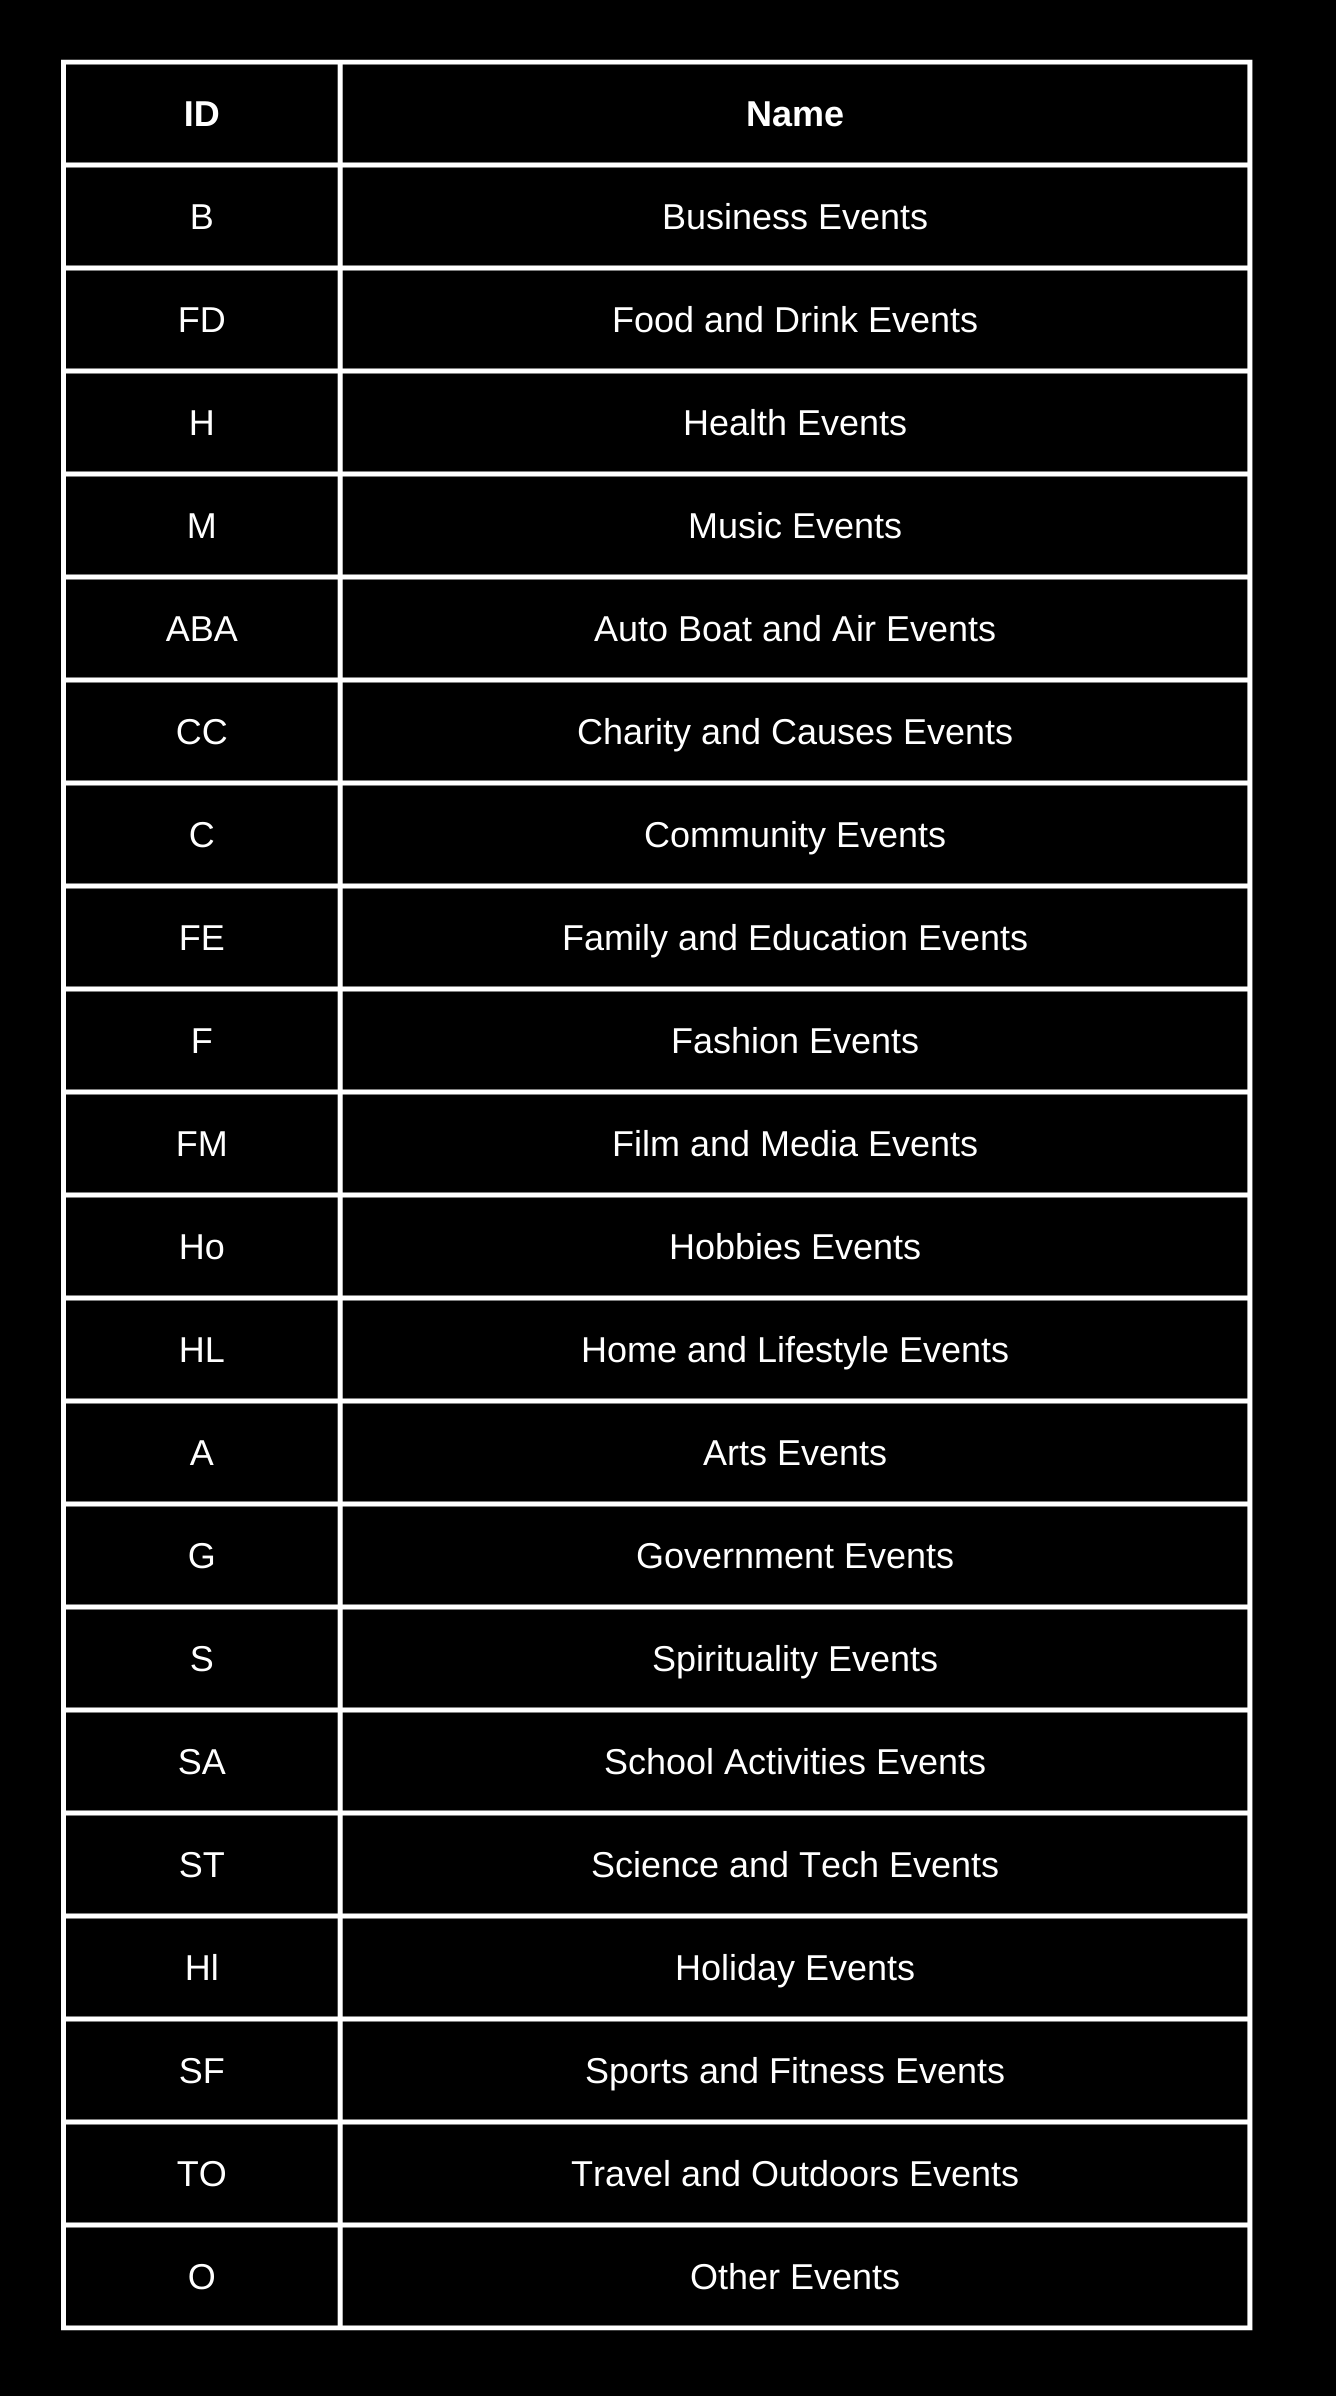 ID Name
B Business Events
FD Food and Drink Events
H Health Events
M Music Events
ABA Auto Boat and Air Events
CC Charity and Causes Events
C Community Events
FE Family and Education Events
F Fashion Events
FM Film and Media Events
Ho Hobbies Events
HL Home and Lifestyle Events
A Arts Events
G Government Events
S Spirituality Events
SA School Activities Events
ST Science and Tech Events
Hl Holiday Events
SF Sports and Fitness Events
TO Travel and Outdoors Events
O Other Events